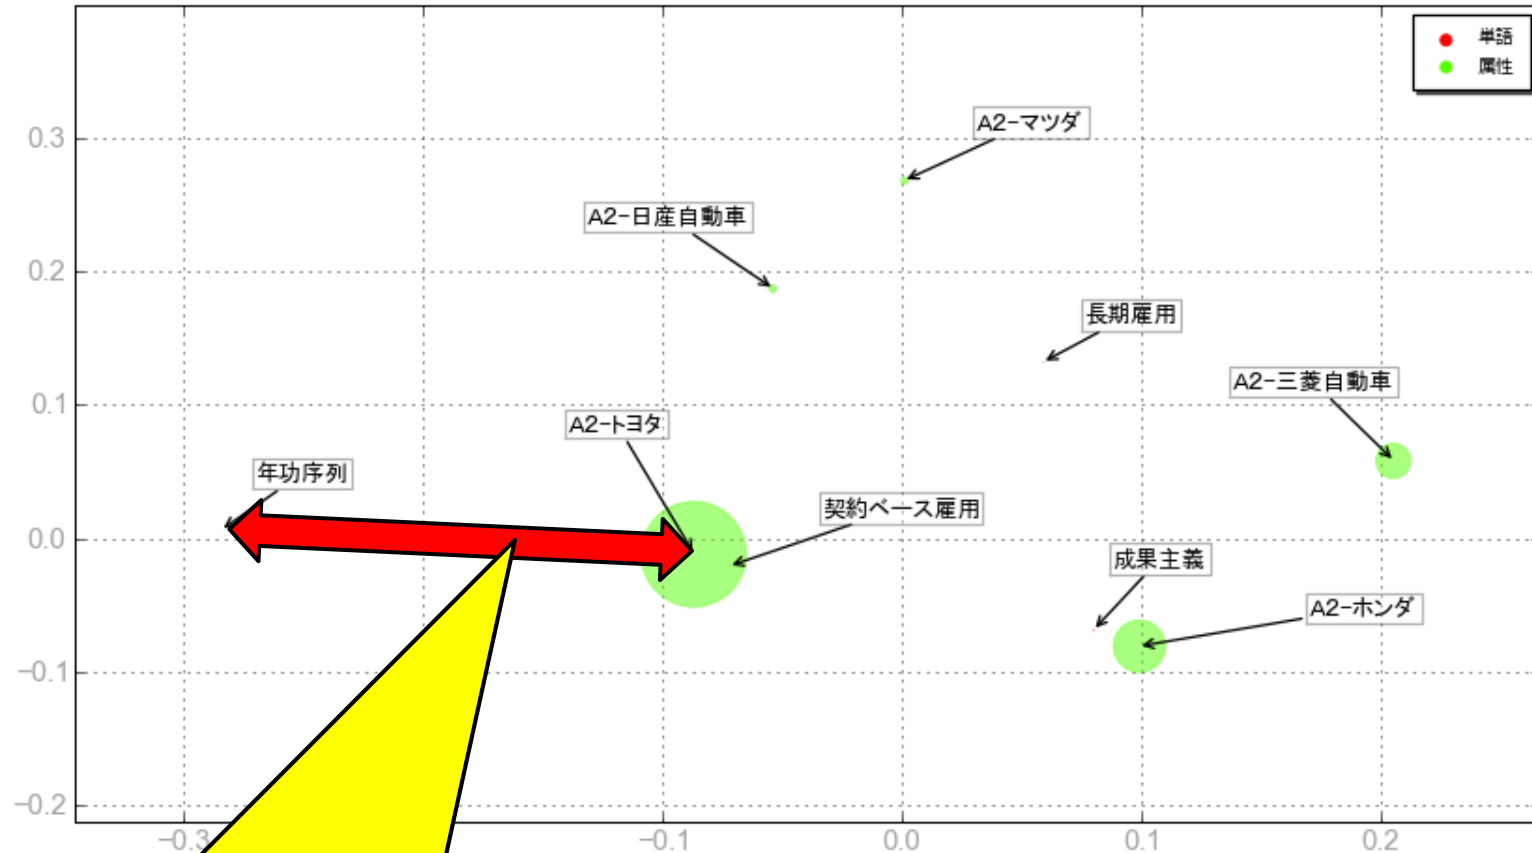 単語
属性
0.3
A2-マツダ
A2-日産自動車
0.2
長期雇用
A2-三菱自動車
0.1
A2-トヨタ
年功序列
契約ベース雇用
0.0
成果主義
A2-ホンダ
−0.1
−0.2
−0.3
−0.1
0.0
0.1
0.2